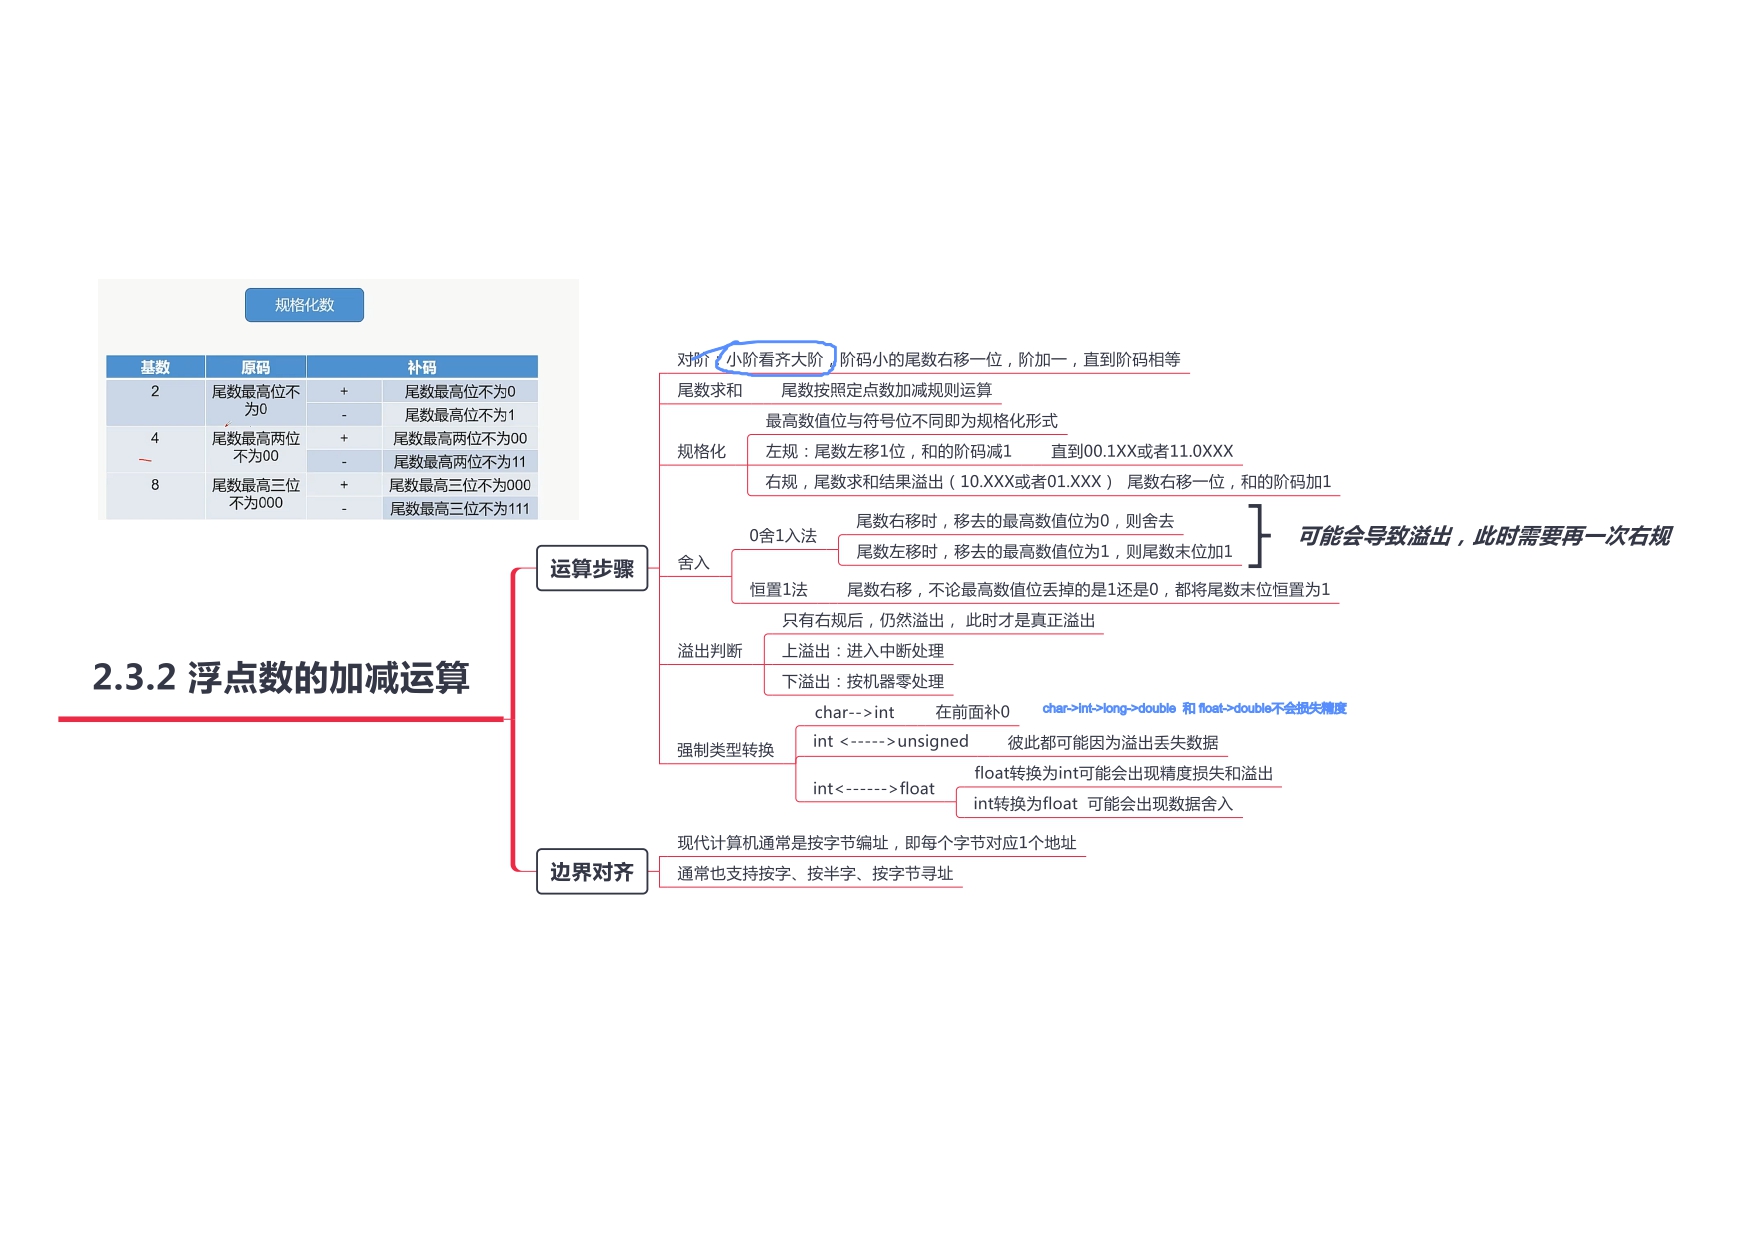 规格化数
基数 原码 补码
2 尾数最高位不为0 + 尾数最高位不为0
- 尾数最高位不为1
4 尾数最高两位不为00 + 尾数最高两位不为00
- 尾数最高两位不为11
8 尾数最高三位不为000 + 尾数最高三位不为000
- 尾数最高三位不为111
2.3.2 浮点数的加减运算
运算步骤
对阶：小阶看齐大阶，阶码小的尾数右移一位，阶加一，直到阶码相等
尾数求和 尾数按照定点数加减规则运算
规格化
最高数值位与符号位不同即为规格化形式
左规：尾数左移1位，和的阶码减1 直到00.1XX或者11.0XXX
右规，尾数求和结果溢出（10.XXX或者01.XXX） 尾数右移一位，和的阶码加1
舍入
0舍1入法
尾数右移时，移去的最高数值位为0，则舍去
尾数左移时，移去的最高数值位为1，则尾数末位加1
可能会导致溢出，此时需要再一次右规
恒置1法 尾数右移，不论最高数值位丢掉的是1还是0，都将尾数末位恒置为1
溢出判断
只有右规后，仍然溢出， 此时才是真正溢出
上溢出：进入中断处理
下溢出：按机器零处理
强制类型转换
char-->int 在前面补0
char->int->long->double 和 float->double不会损失精度
int <----->unsigned 彼此都可能因为溢出丢失数据
int<------>float
float转换为int可能会出现精度损失和溢出
int转换为float 可能会出现数据舍入
边界对齐
现代计算机通常是按字节编址，即每个字节对应1个地址
通常也支持按字、按半字、按字节寻址